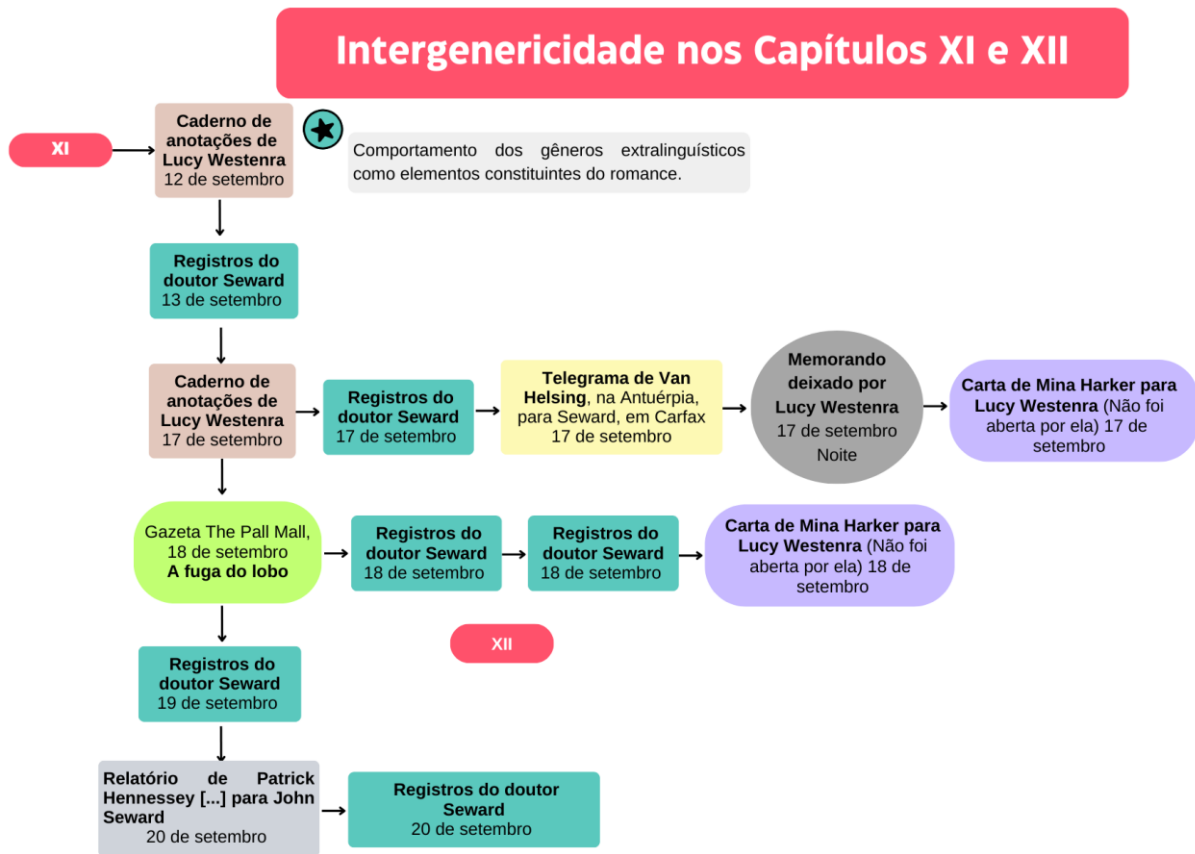 Intergenericidade nos Capítulos XI e XII
XI
Caderno de
anotações de
Lucy Westenra
12 de setembro
Comportamento dos gêneros extralinguísticos
como elementos constituintes do romance.
Registros do
doutor Seward
13 de setembro
Caderno de
anotações de
Lucy Westenra
17 de setembro
Registros do
doutor Seward
17 de setembro
Telegrama de Van
Helsing, na Antuérpia,
para Seward, em Carfax
17 de setembro
Memorando
deixado por
Lucy Westenra
17 de setembro
Noite
Carta de Mina Harker para
Lucy Westenra (Não foi
aberta por ela) 17 de
setembro
Gazeta The Pall Mall,
18 de setembro
A fuga do lobo
Registros do
doutor Seward
18 de setembro
Registros do
doutor Seward
18 de setembro
Carta de Mina Harker para
Lucy Westenra (Não foi
aberta por ela) 18 de
setembro
XII
Registros do
doutor Seward
19 de setembro
Relatório de Patrick
Hennessey [...] para John
Seward
20 de setembro
Registros do doutor
Seward
20 de setembro